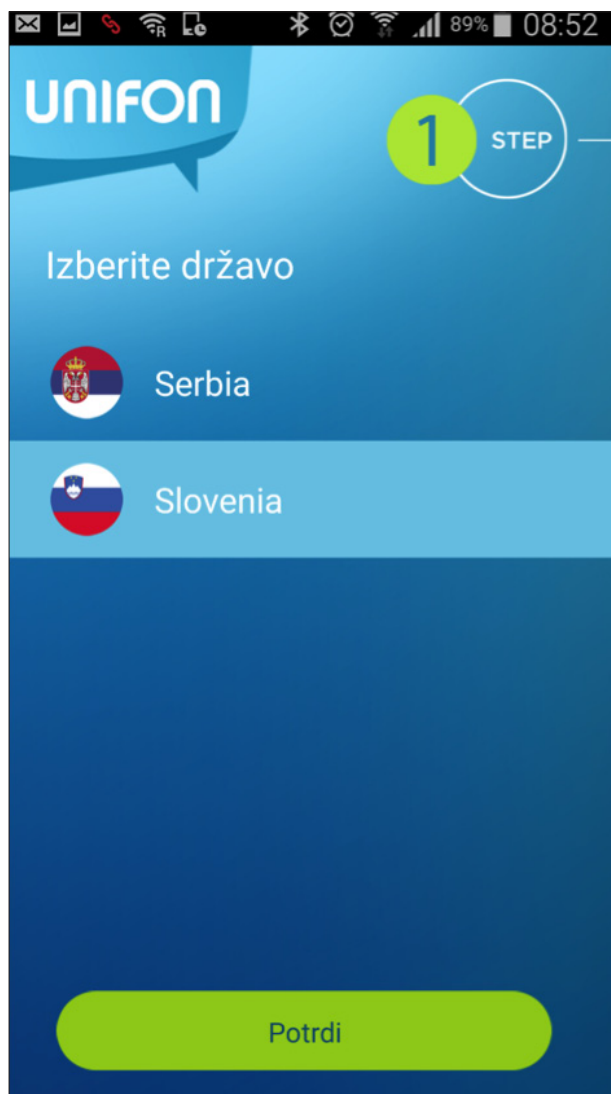 89% 08:52
UNIFON
1 STEP
Izberite državo
Serbia
Slovenia
Potrdi